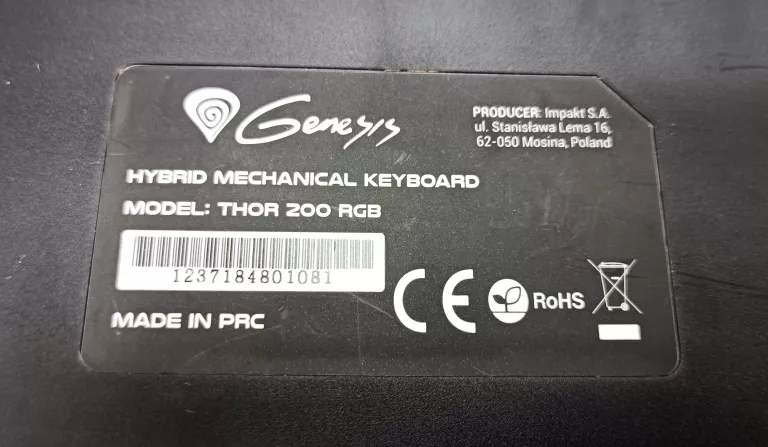 Genesis
PRODUCER: Impakt S.A.
ul. Stanisława Lema 16,
62-050 Mosina, Poland
HYBRID MECHANICAL KEYBOARD
MODEL: THOR 200 RGB
1237184801081
MADE IN PRC
CE
RoHS